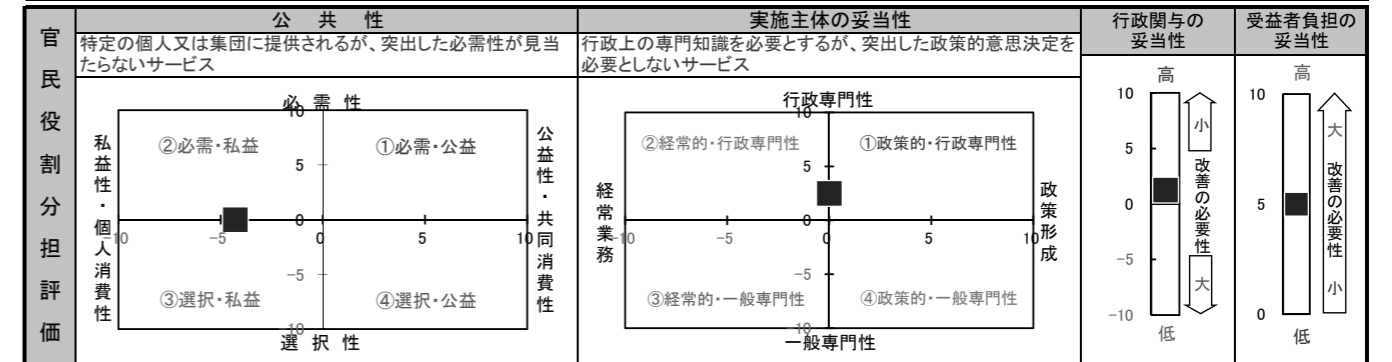 官民役割分担評価
公 共 性
特定の個人又は集団に提供されるが、突出した必需性が見当
たらないサービス
必 需 性
10
②必需・私益
①必需・公益
5
私益性・個人消費性
公益性・共同消費性
0
-10
-5
0
5
10
-5
③選択・私益
④選択・公益
-10
選 択 性
実施主体の妥当性
行政上の専門知識を必要とするが、突出した政策的意思決定を
必要としないサービス
行政専門性
10
②経常的・行政専門性
①政策的・行政専門性
5
経常業務
政策形成
0
-10
-5
0
5
10
-5
③経常的・一般専門性
④政策的・一般専門性
-10
一般専門性
行政関与の
妥当性
高
10
5
0
-5
-10
低
小
改善の必要性
大
受益者負担の
妥当性
高
10
5
0
低
大
改善の必要性
小